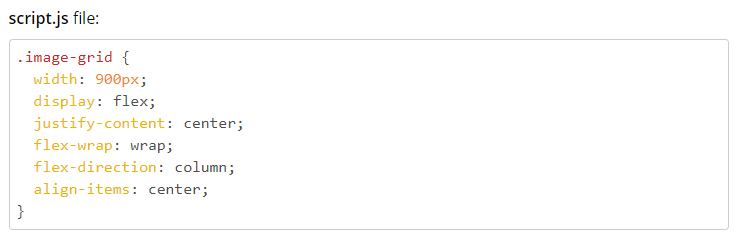 script.js file:
.image-grid {
  width: 900px;
  display: flex;
  justify-content: center;
  flex-wrap: wrap;
  flex-direction: column;
  align-items: center;
}